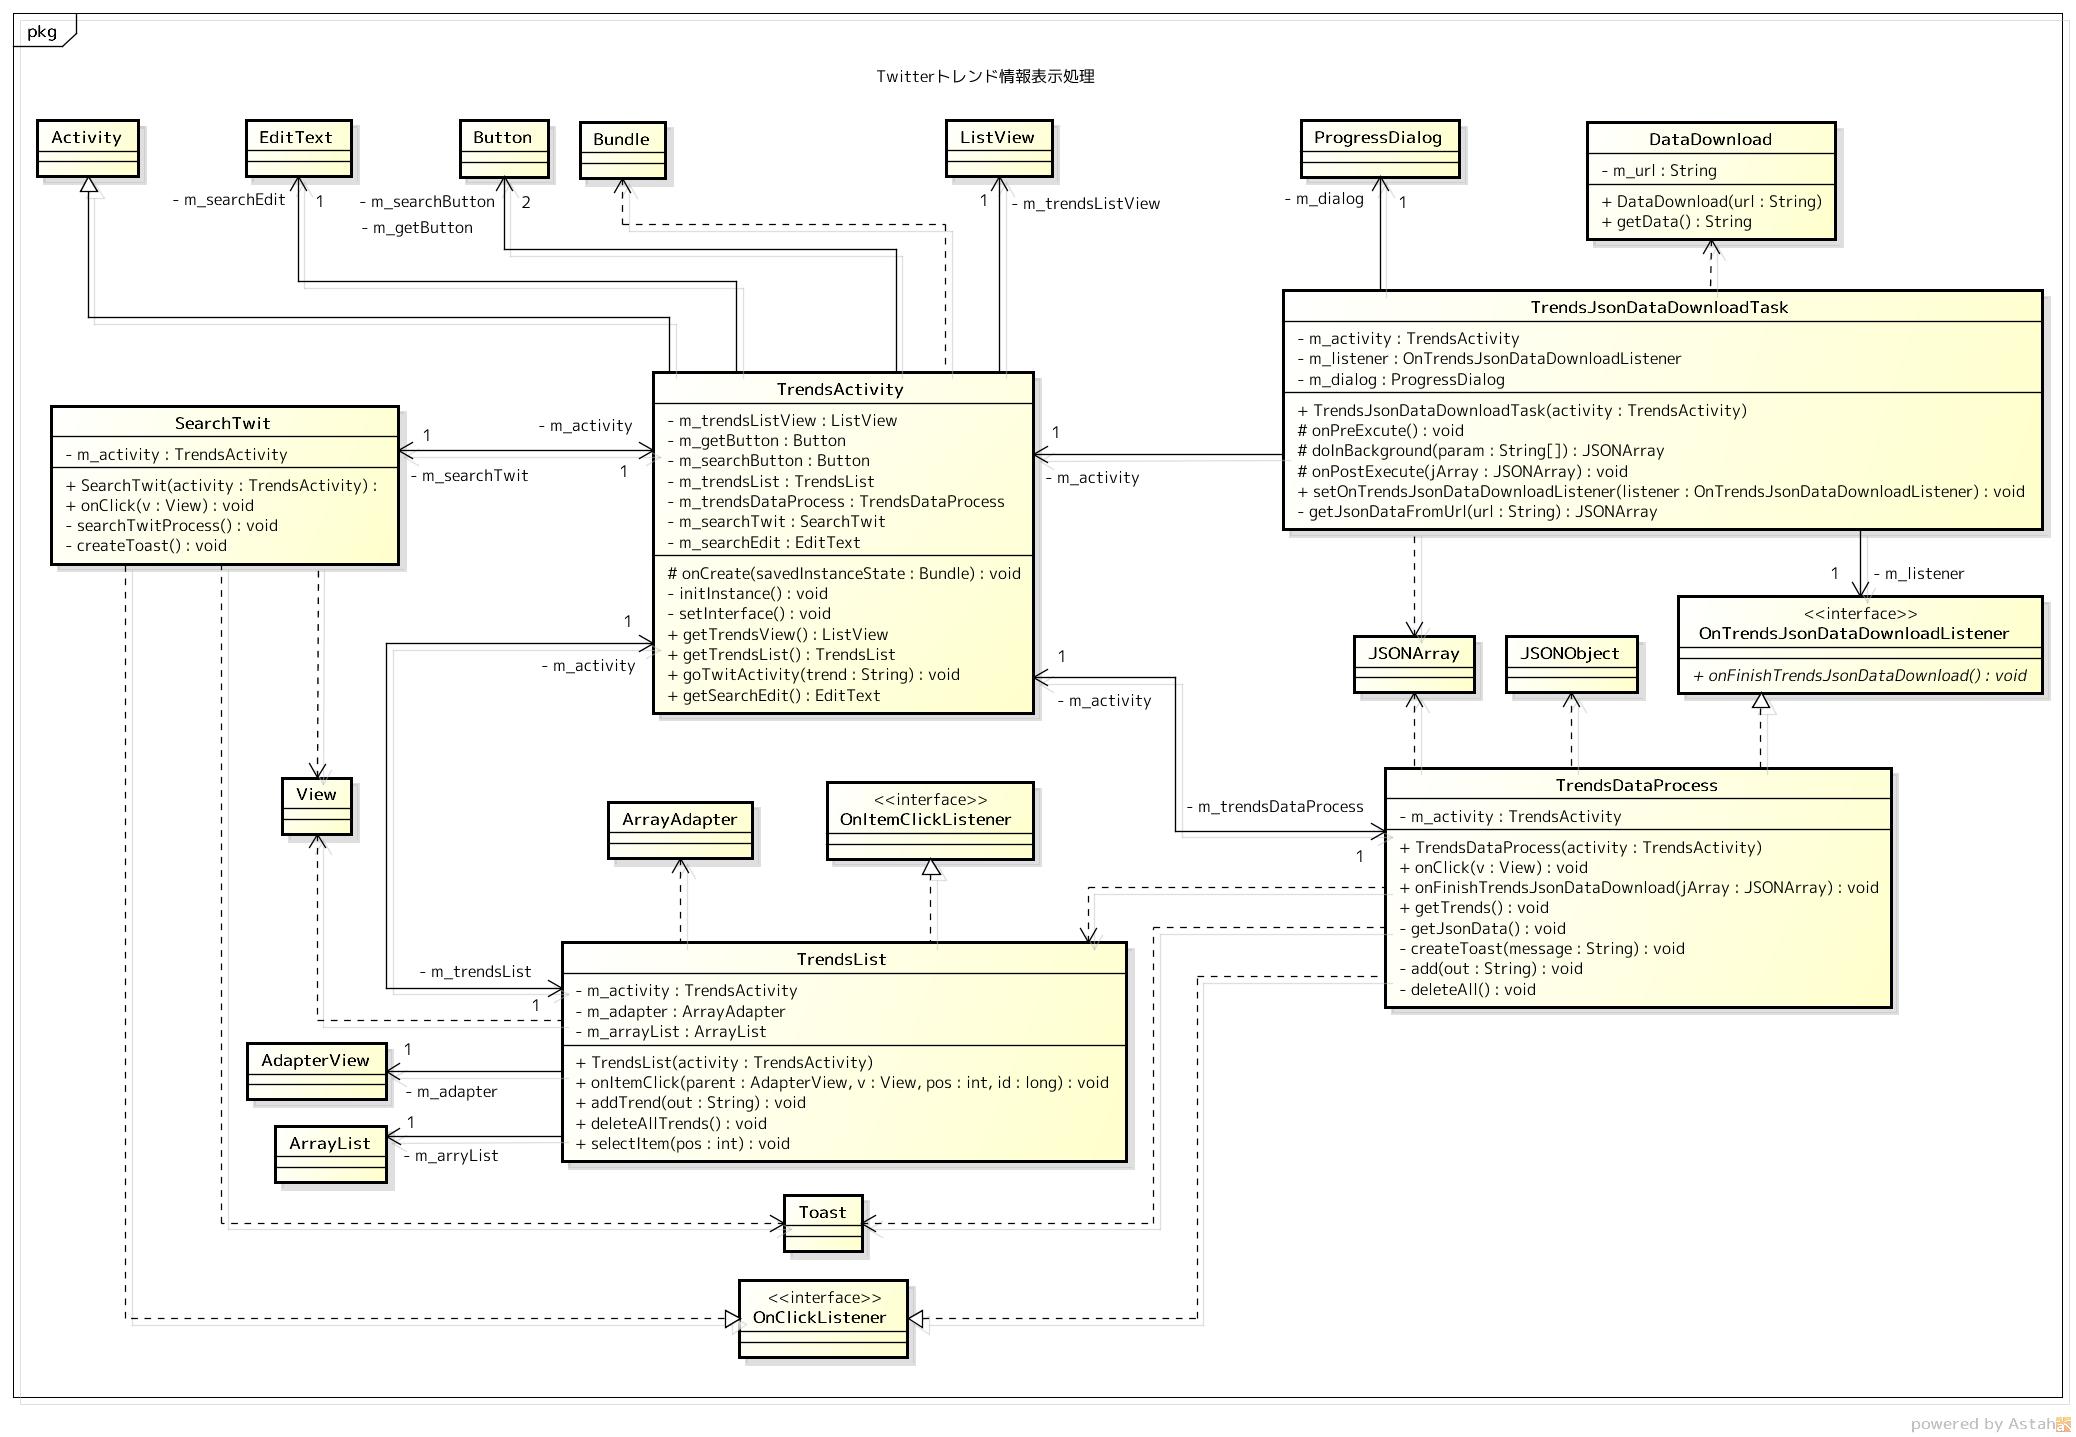 pkg
Twitterトレンド情報表示処理
Activity
EditText
Button
Bundle
ListView
ProgressDialog
DataDownload
- m_url : String
+ DataDownload(url : String)
+ getData() : String
- m_searchEdit
1
- m_searchButton
2
- m_getButton
1
- m_trendsListView
- m_dialog
1
TrendsJsonDataDownloadTask
- m_activity : TrendsActivity
- m_listener : OnTrendsJsonDataDownloadListener
- m_dialog : ProgressDialog
+ TrendsJsonDataDownloadTask(activity : TrendsActivity)
# onPreExcute() : void
# doInBackground(param : String[]) : JSONArray
# onPostExecute(jArray : JSONArray) : void
+ setOnTrendsJsonDataDownloadListener(listener : OnTrendsJsonDataDownloadListener) : void
- getJsonDataFromUrl(url : String) : JSONArray
TrendsActivity
- m_trendsListView : ListView
- m_getButton : Button
- m_searchButton : Button
- m_trendsList : TrendsList
- m_trendsDataProcess : TrendsDataProcess
- m_searchTwit : SearchTwit
- m_searchEdit : EditText
# onCreate(savedInstanceState : Bundle) : void
- initInstance() : void
- setInterface() : void
+ getTrendsView() : ListView
+ getTrendsList() : TrendsList
+ goTwitActivity(trend : String) : void
+ getSearchEdit() : EditText
SearchTwit
- m_activity : TrendsActivity
+ SearchTwit(activity : TrendsActivity) :
+ onClick(v : View) : void
- searchTwitProcess() : void
- createToast() : void
1
- m_activity
- m_searchTwit
1
1
- m_activity
1
- m_listener
<<interface>>
OnTrendsJsonDataDownloadListener
+ onFinishTrendsJsonDataDownload() : void
JSONArray
JSONObject
1
- m_activity
1
- m_activity
- m_trendsDataProcess
1
TrendsDataProcess
- m_activity : TrendsActivity
+ TrendsDataProcess(activity : TrendsActivity)
+ onClick(v : View) : void
+ onFinishTrendsJsonDataDownload(jArray : JSONArray) : void
+ getTrends() : void
- getJsonData() : void
- createToast(message : String) : void
- add(out : String) : void
- deleteAll() : void
View
ArrayAdapter
<<interface>>
OnItemClickListener
- m_trendsList
1
TrendsList
- m_activity : TrendsActivity
- m_adapter : ArrayAdapter
- m_arrayList : ArrayList
+ TrendsList(activity : TrendsActivity)
+ onItemClick(parent : AdapterView, v : View, pos : int, id : long) : void
+ addTrend(out : String) : void
+ deleteAllTrends() : void
+ selectItem(pos : int) : void
AdapterView
1
- m_adapter
ArrayList
1
- m_arryList
Toast
<<interface>>
OnClickListener
powered by Astah